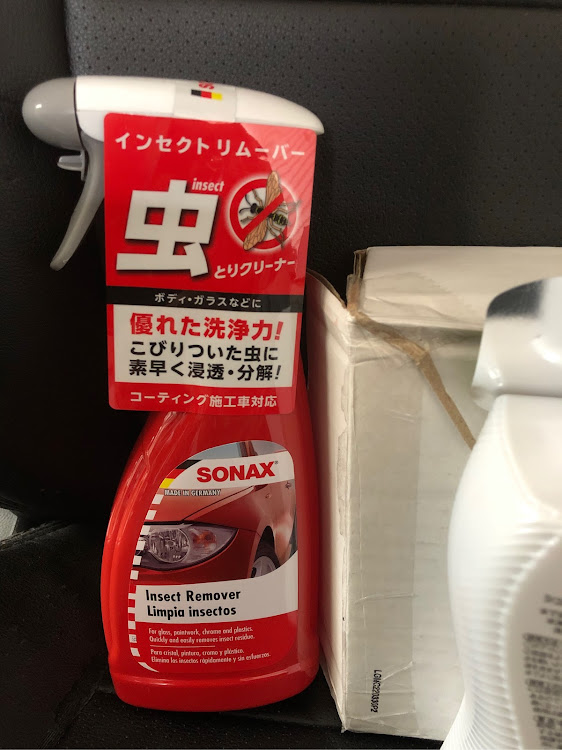 SONAX
インセクトリムーバー
insect
虫
とりクリーナー
ボディ・ガラスなどに
優れた洗浄力!
こびりついた虫に
素早く浸透・分解!
コーティング施工車対応
SONAX
MADE IN GERMANY
Insect Remover
Limpia insectos
For glass, paintwork, chrome and plastics.
Quickly and easily removes insect residue.
Para cristal, pintura, cromo y plástico.
Elimina los insectos rápidamente y sin esfuerzos.